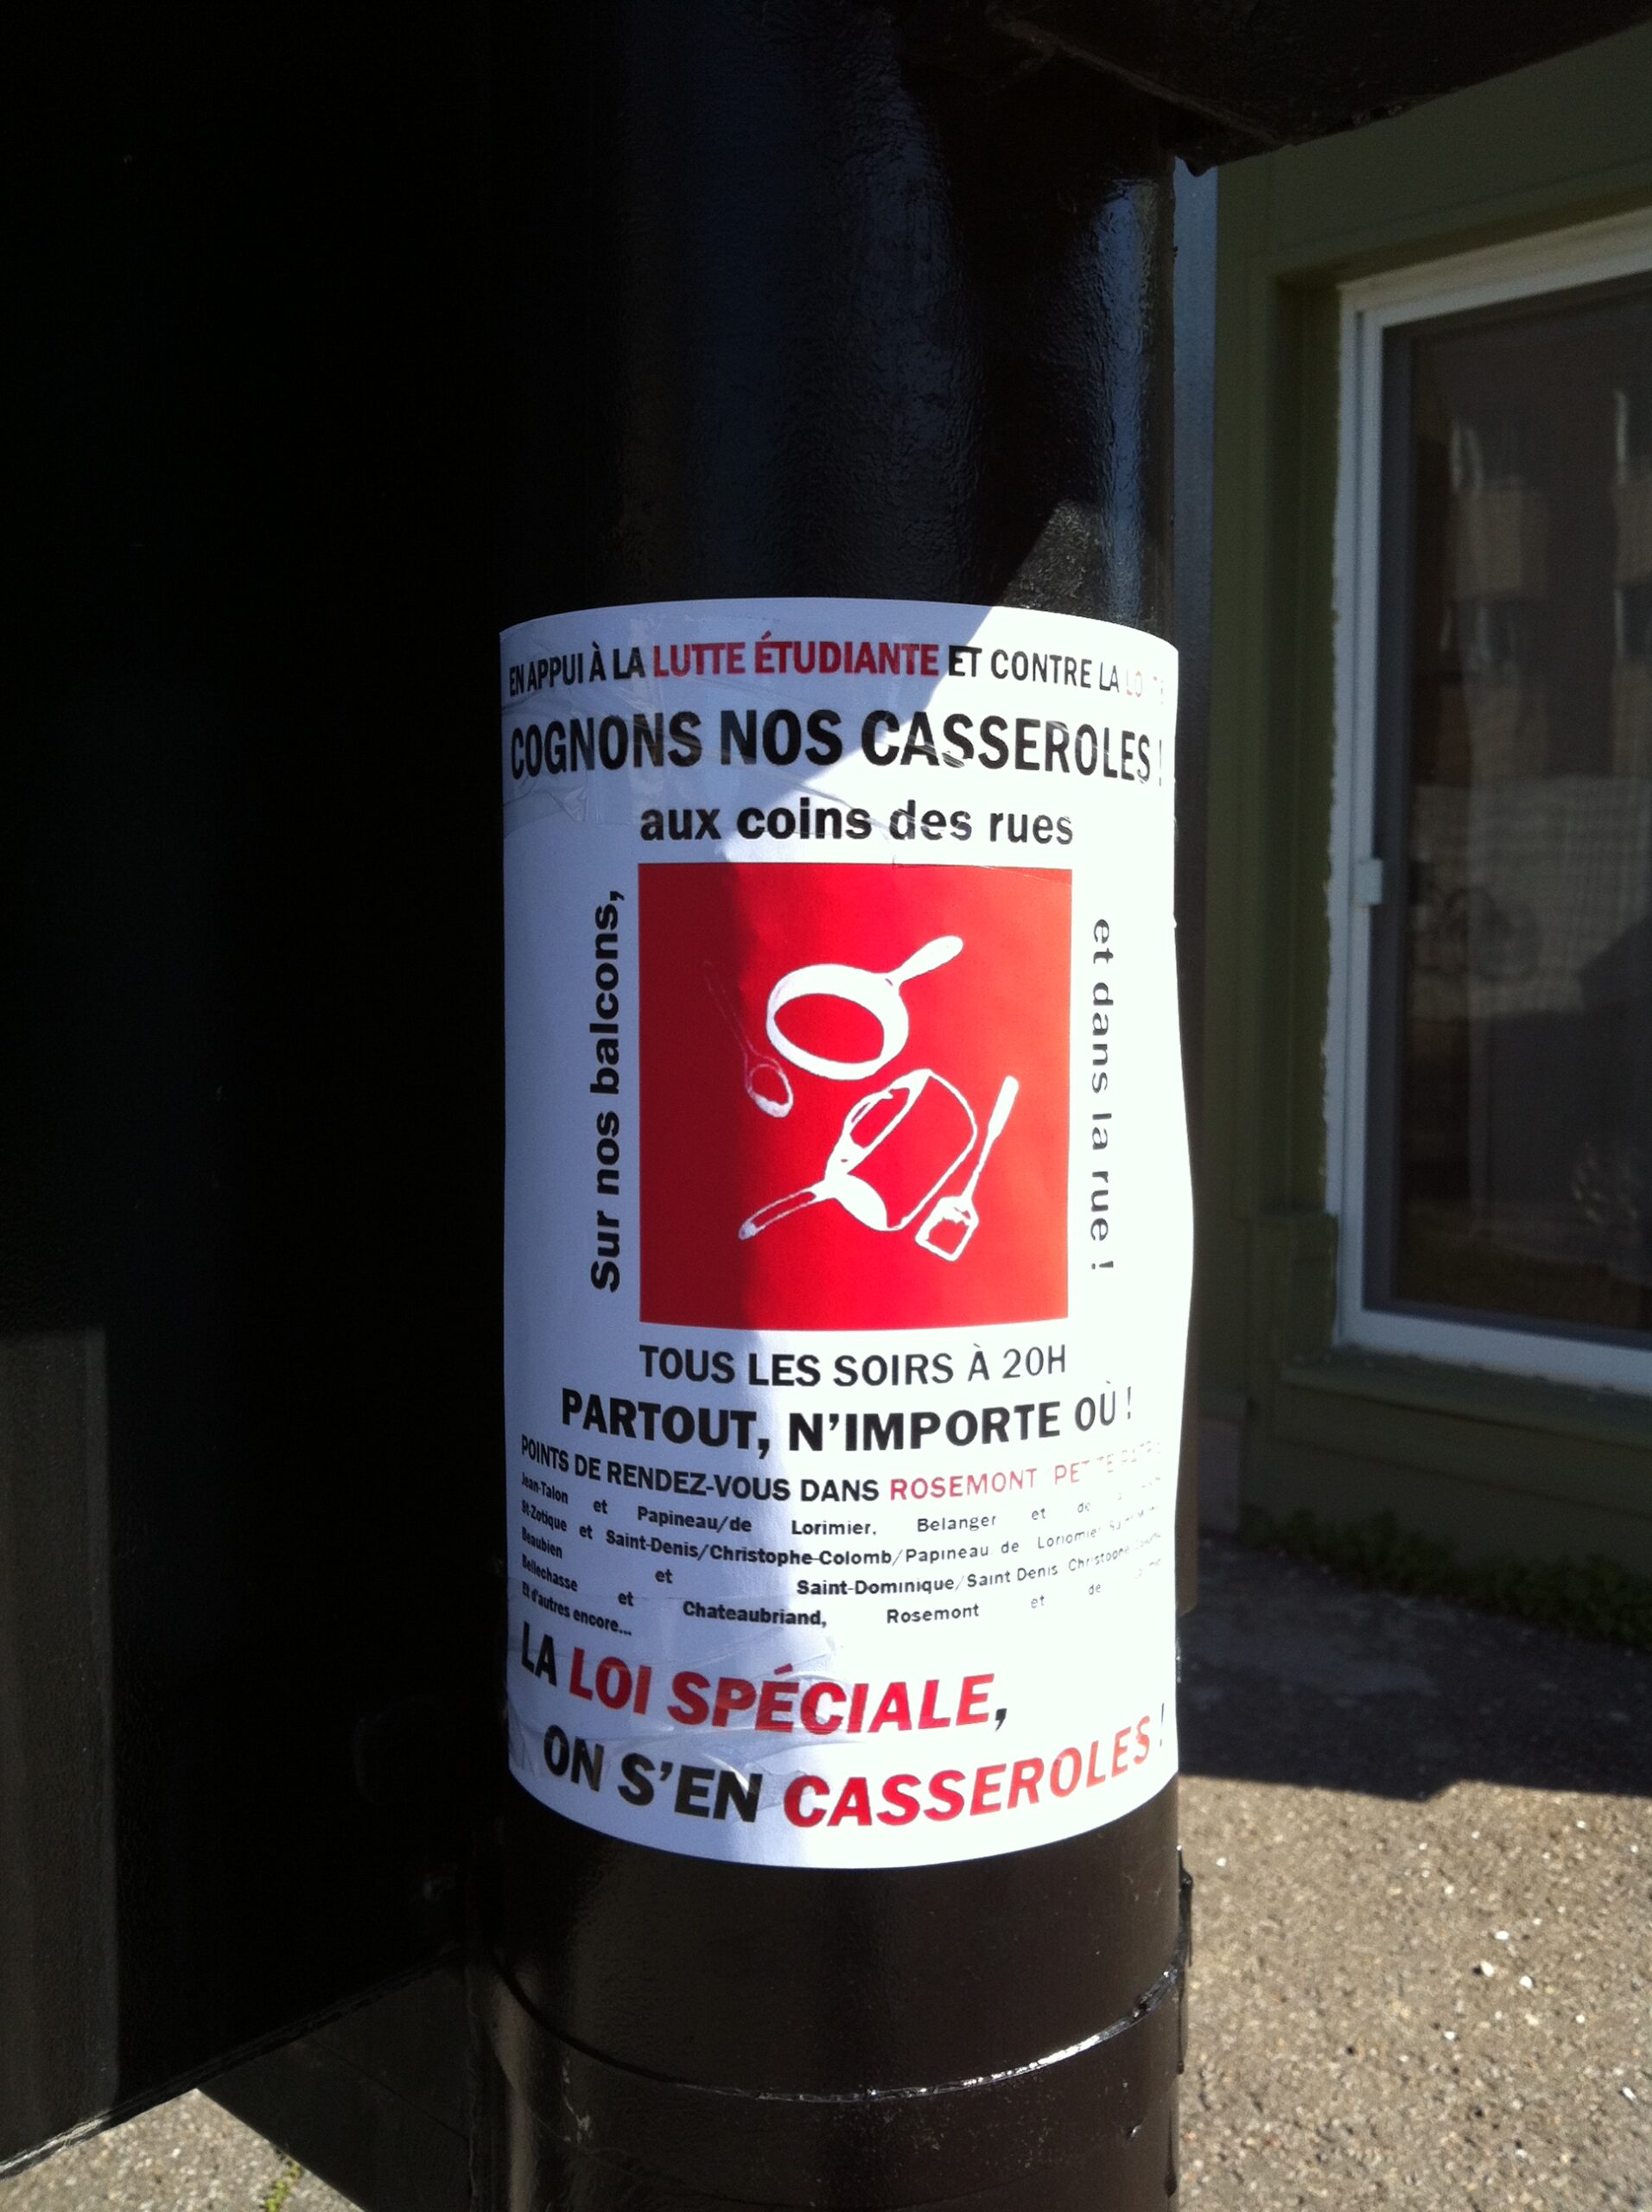 EN APPUI À LA LUTTE ÉTUDIANTE ET CONTRE LA
COGNONS NOS CASSEROLES !
aux coins des rues
Sur nos balcons,
et dans la rue !
TOUS LES SOIRS À 20H
PARTOUT, N'IMPORTE OÙ !
POINTS DE RENDEZ-VOUS DANS ROSEMONT PETITE
Jean-Talon et Papineau/de Lorimier, Belanger et de
St-Zotique et Saint-Denis/Christophe-Colomb/Papineau de Loriomier
Beaubien et Saint-Dominique/Saint Denis Christophe
Bellechasse et Chateaubriand, Rosemont et de
Et d'autres encore...
LA LOI SPÉCIALE,
ON S'EN CASSEROLES !